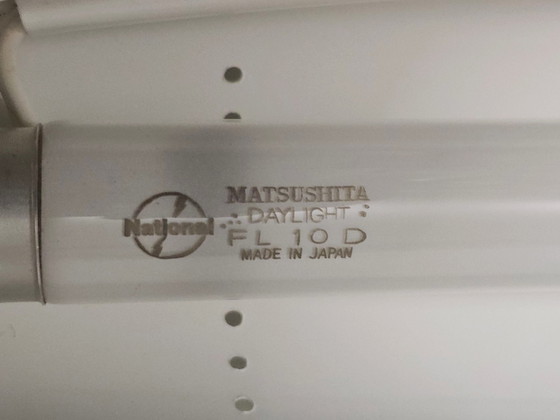 National
MATSUSHITA
DAYLIGHT
FL 10 D
MADE IN JAPAN